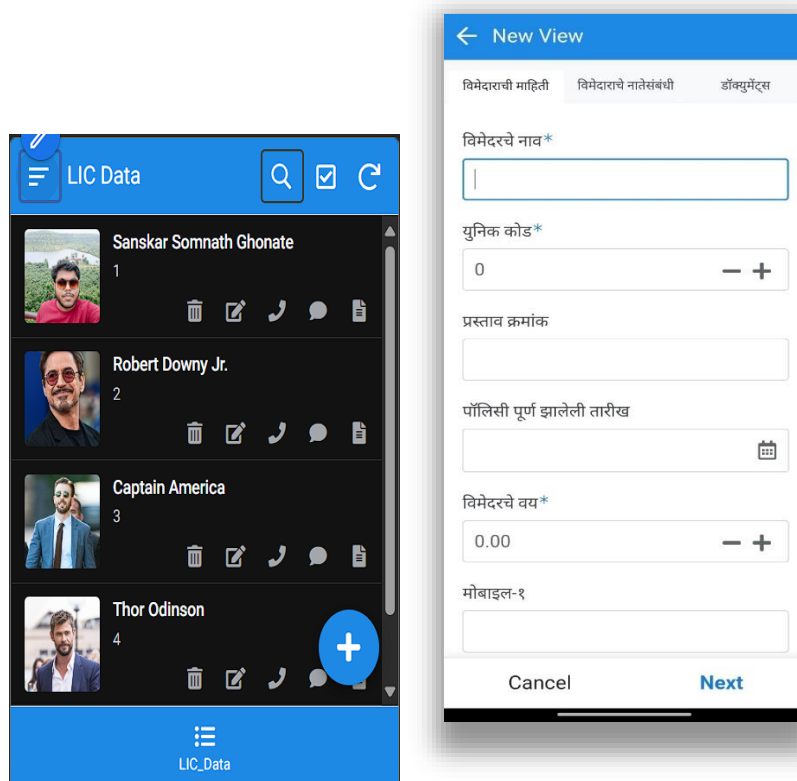 LIC Data
Sanskar Somnath Ghonate
1
Robert Downy Jr.
2
Captain America
3
Thor Odinson
4
LIC_Data
New View
विमेदाराची माहिती
विमेदाराचे नातेसंबंधी
डॉक्युमेंट्स
विमेदरचे नाव*
युनिक कोड*
0
प्रस्ताव क्रमांक
पॉलिसी पूर्ण झालेली तारीख
विमेदरचे वय*
0.00
मोबाइल-१
Cancel
Next